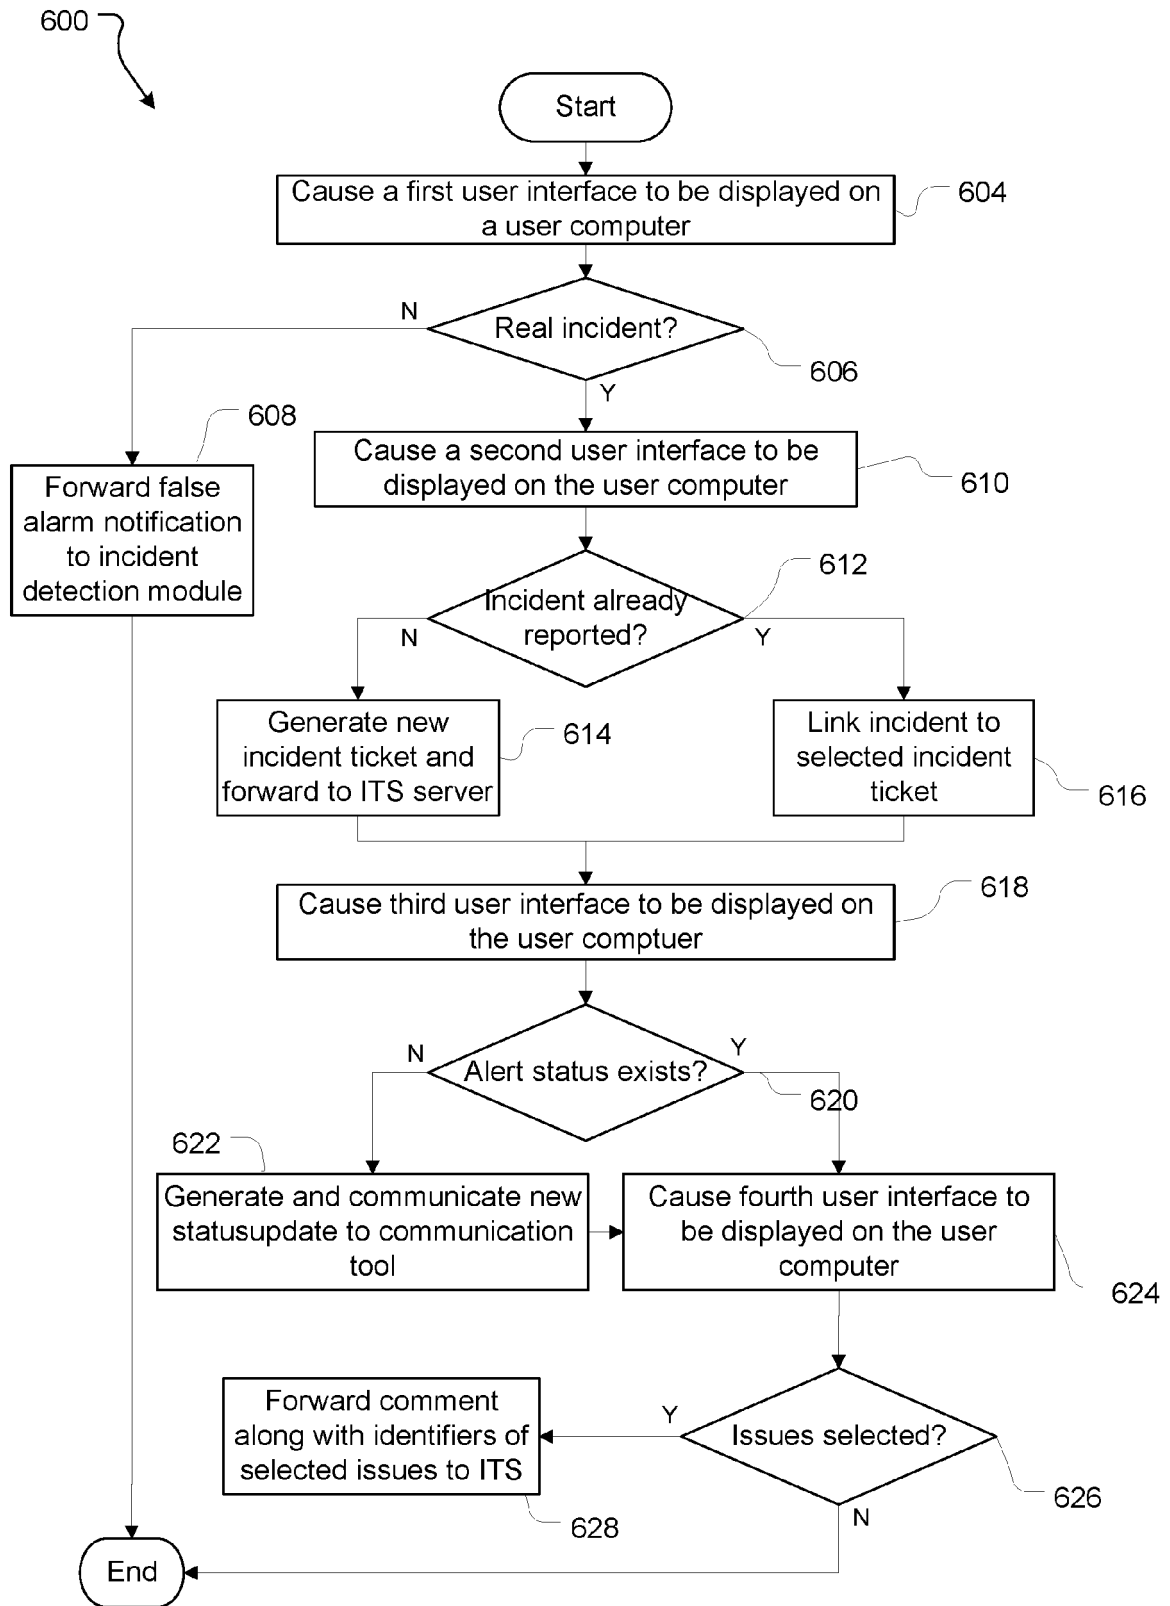 600
Start
Cause a first user interface to be displayed on
a user computer
604
N
Real incident?
606
Y
608
Cause a second user interface to be
displayed on the user computer
610
Forward false
alarm notification
to incident
detection module
612
Incident already
reported?
N
Y
Generate new
incident ticket and
forward to ITS server
614
Link incident to
selected incident
ticket
616
618
Cause third user interface to be displayed on
the user comptuer
N
Y
Alert status exists?
620
622
Generate and communicate new
statusupdate to communication
tool
Cause fourth user interface to
be displayed on the user
computer
624
Forward comment
along with identifiers of
selected issues to ITS
Y
Issues selected?
626
628
N
End